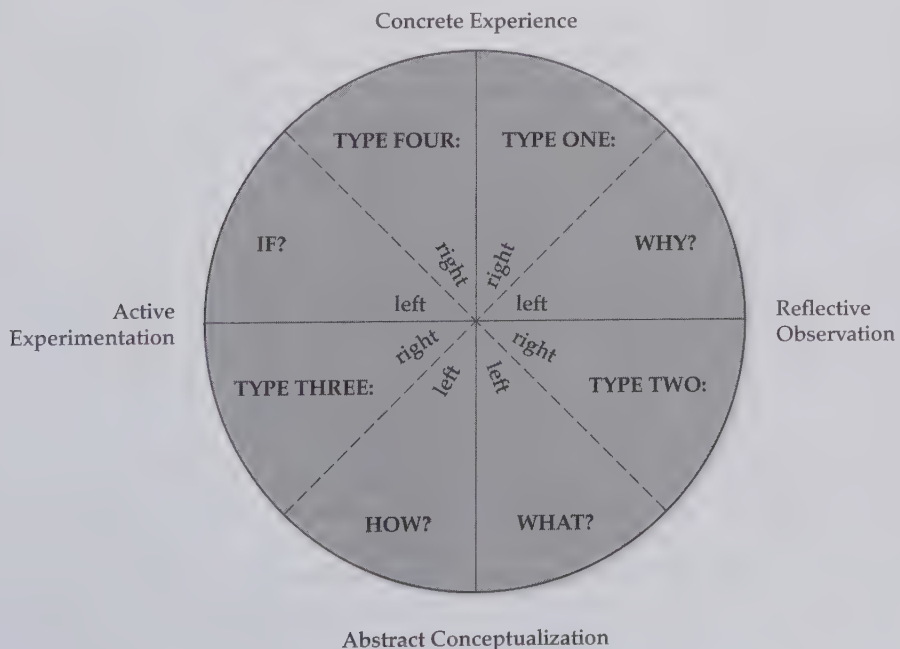 Concrete Experience
TYPE FOUR:
TYPE ONE:
IF?
WHY?
right
right
left
left
Active
Experimentation
Reflective
Observation
right
right
left
left
TYPE THREE:
TYPE TWO:
HOW?
WHAT?
Abstract Conceptualization